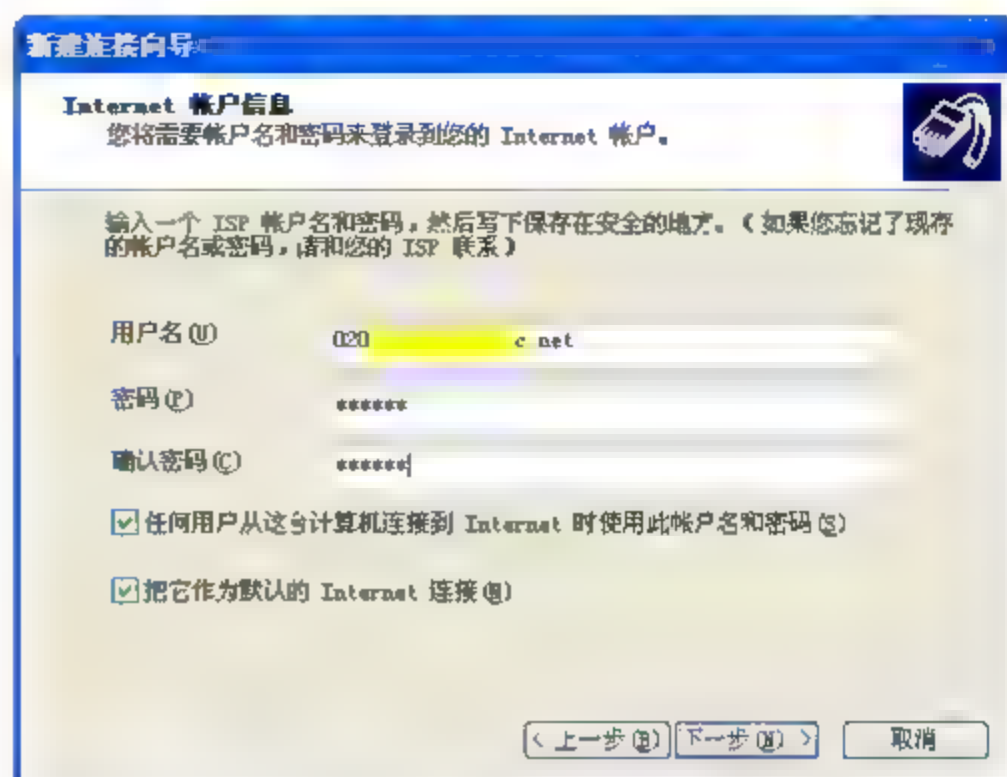 新建连接向导
Internet 帐户信息
您将需要帐户名和密码来登录到您的 Internet 帐户。
输入一个 ISP 帐户名和密码，然后写下保存在安全的地方。（如果您忘记了现存
的帐户名或密码，请和您的 ISP 联系）
用户名(U) 020 c net
密码(P) ******
确认密码(C) ******
任何用户从这台计算机连接到 Internet 时使用此帐户名和密码(S)
把它作为默认的 Internet 连接(M)
< 上一步(B) 下一步(N) > 取消